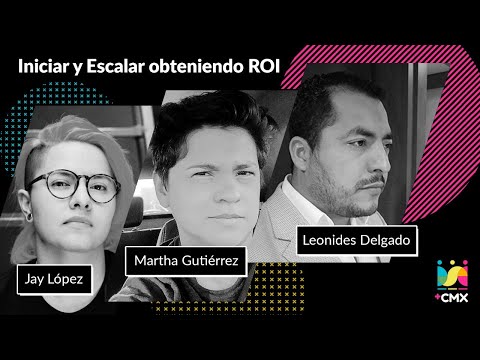 Iniciar y Escalar obteniendo ROI
Leonides Delgado
Martha Gutiérrez
Jay López
+CMX